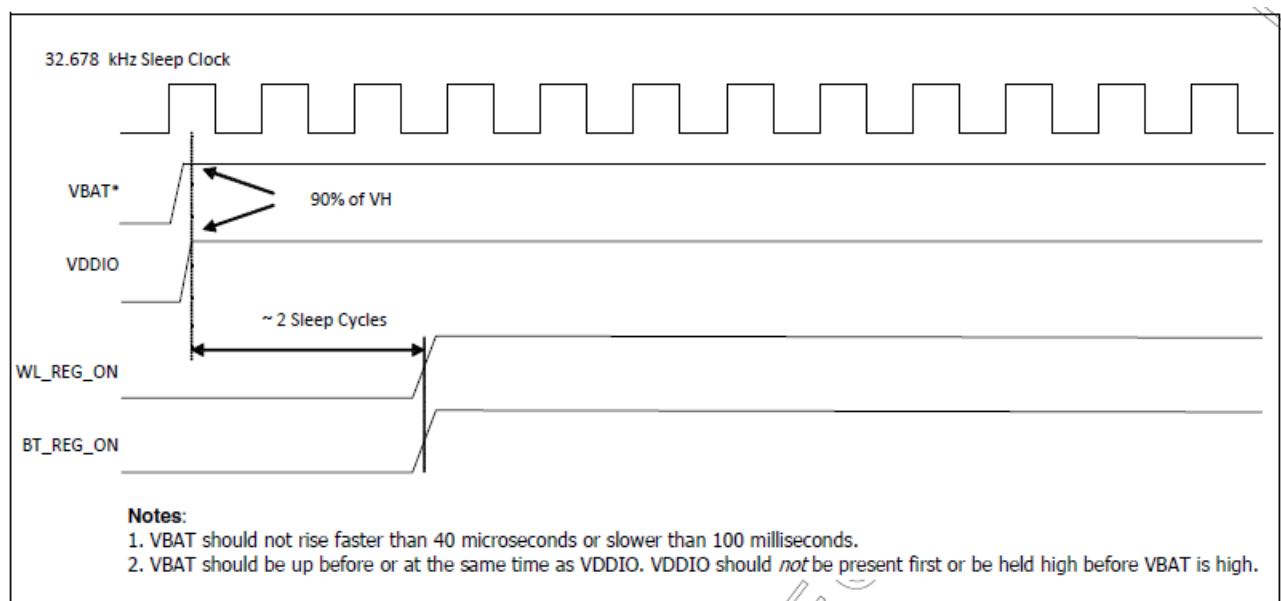 32.678 kHz Sleep Clock
VBAT*
90% of VH
VDDIO
~ 2 Sleep Cycles
WL_REG_ON
BT_REG_ON
Notes:
1. VBAT should not rise faster than 40 microseconds or slower than 100 milliseconds.
2. VBAT should be up before or at the same time as VDDIO. VDDIO should not be present first or be held high before VBAT is high.